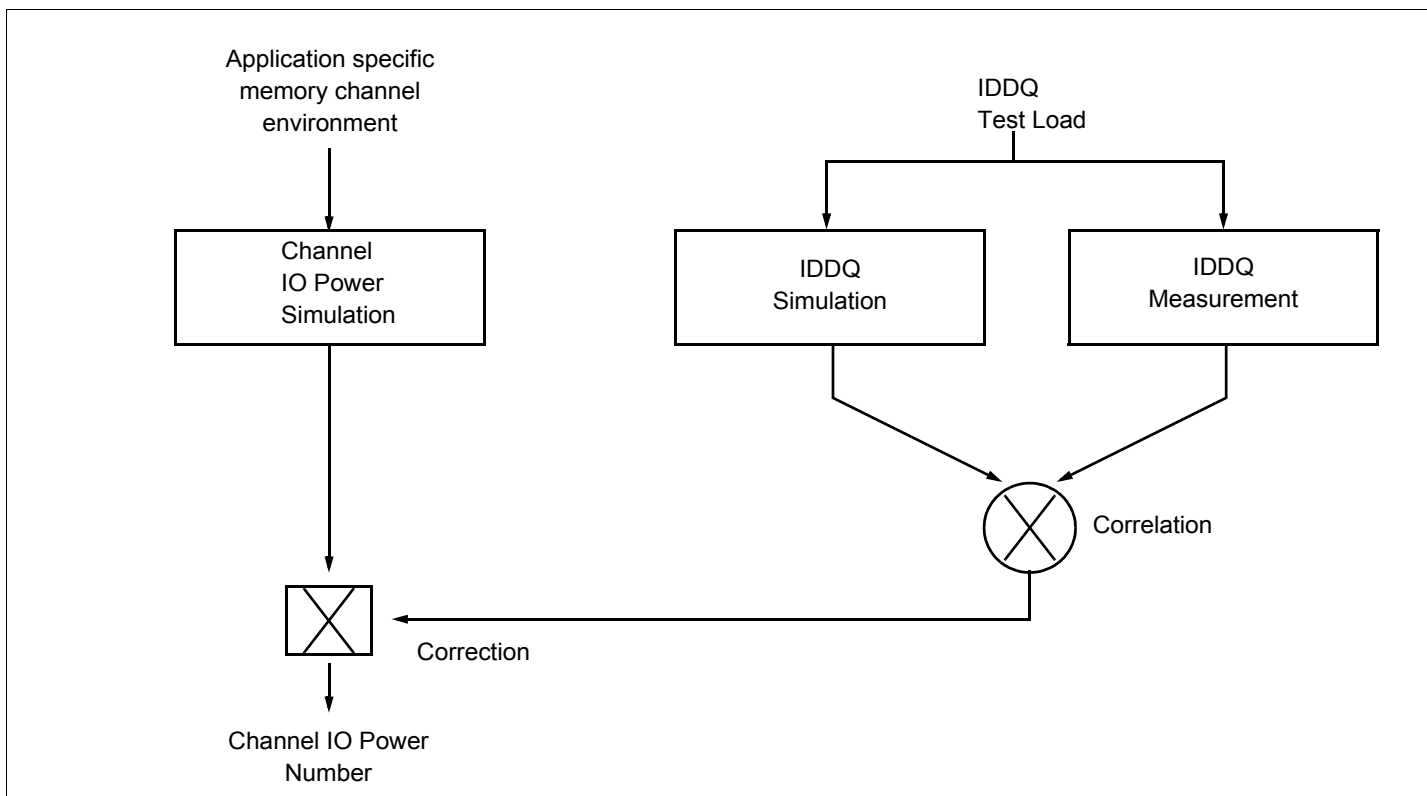 Application specific
memory channel
environment
IDDQ
Test Load
Channel
IO Power
Simulation
IDDQ
Simulation
IDDQ
Measurement
Correlation
Correction
Channel IO Power
Number